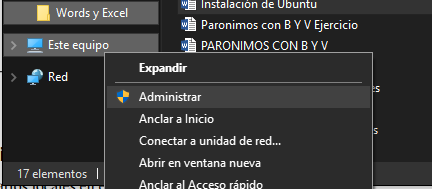 Words y Excel
Instalación de Ubuntu
Paronimos con B Y V Ejercicio
Este equipo
PARONIMOS CON B Y V
Expandir
Red
Administrar
Anclar a Inicio
Conectar a unidad de red...
Abrir en ventana nueva
17 elementos
Anclar al Acceso rápido